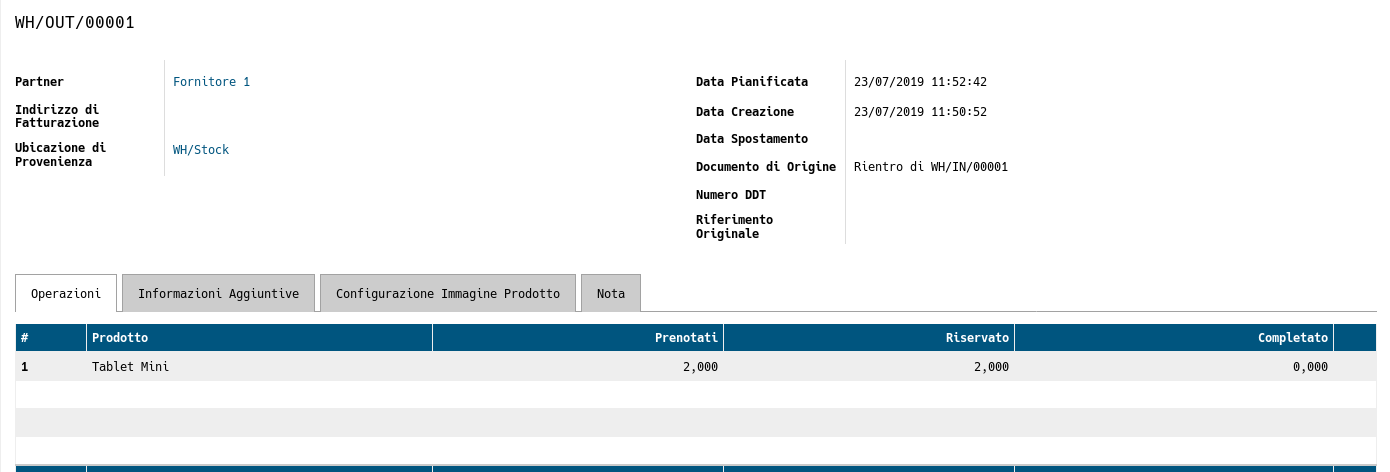 WH/OUT/00001
Partner Fornitore 1
Indirizzo di
Fatturazione
Ubicazione di
Provenienza WH/Stock
Data Pianificata 23/07/2019 11:52:42
Data Creazione 23/07/2019 11:50:52
Data Spostamento
Documento di Origine Rientro di WH/IN/00001
Numero DDT
Riferimento
Originale
Operazioni Informazioni Aggiuntive Configurazione Immagine Prodotto Nota
# Prodotto Prenotati Riservato Completato
1 Tablet Mini 2,000 2,000 0,000